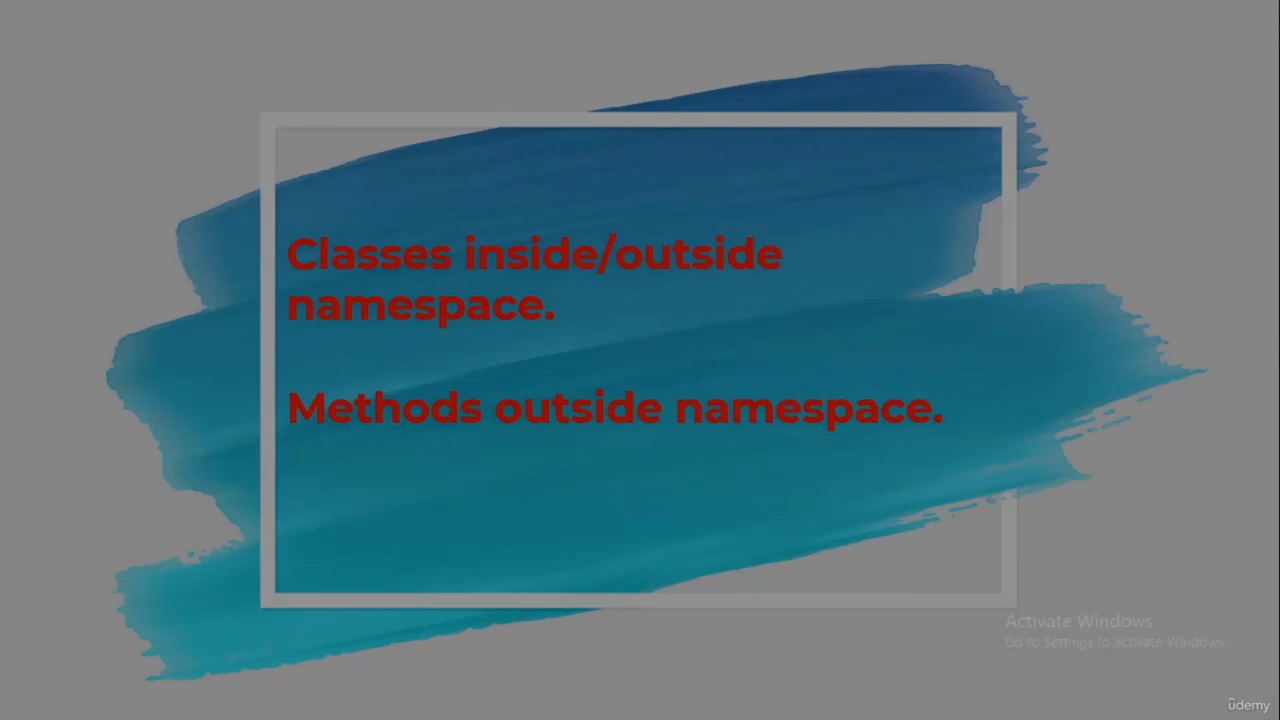 Classes inside/outside
namespace.
Methods outside namespace.
Activate Windows
Go to Settings to activate Windows.
ûdemy